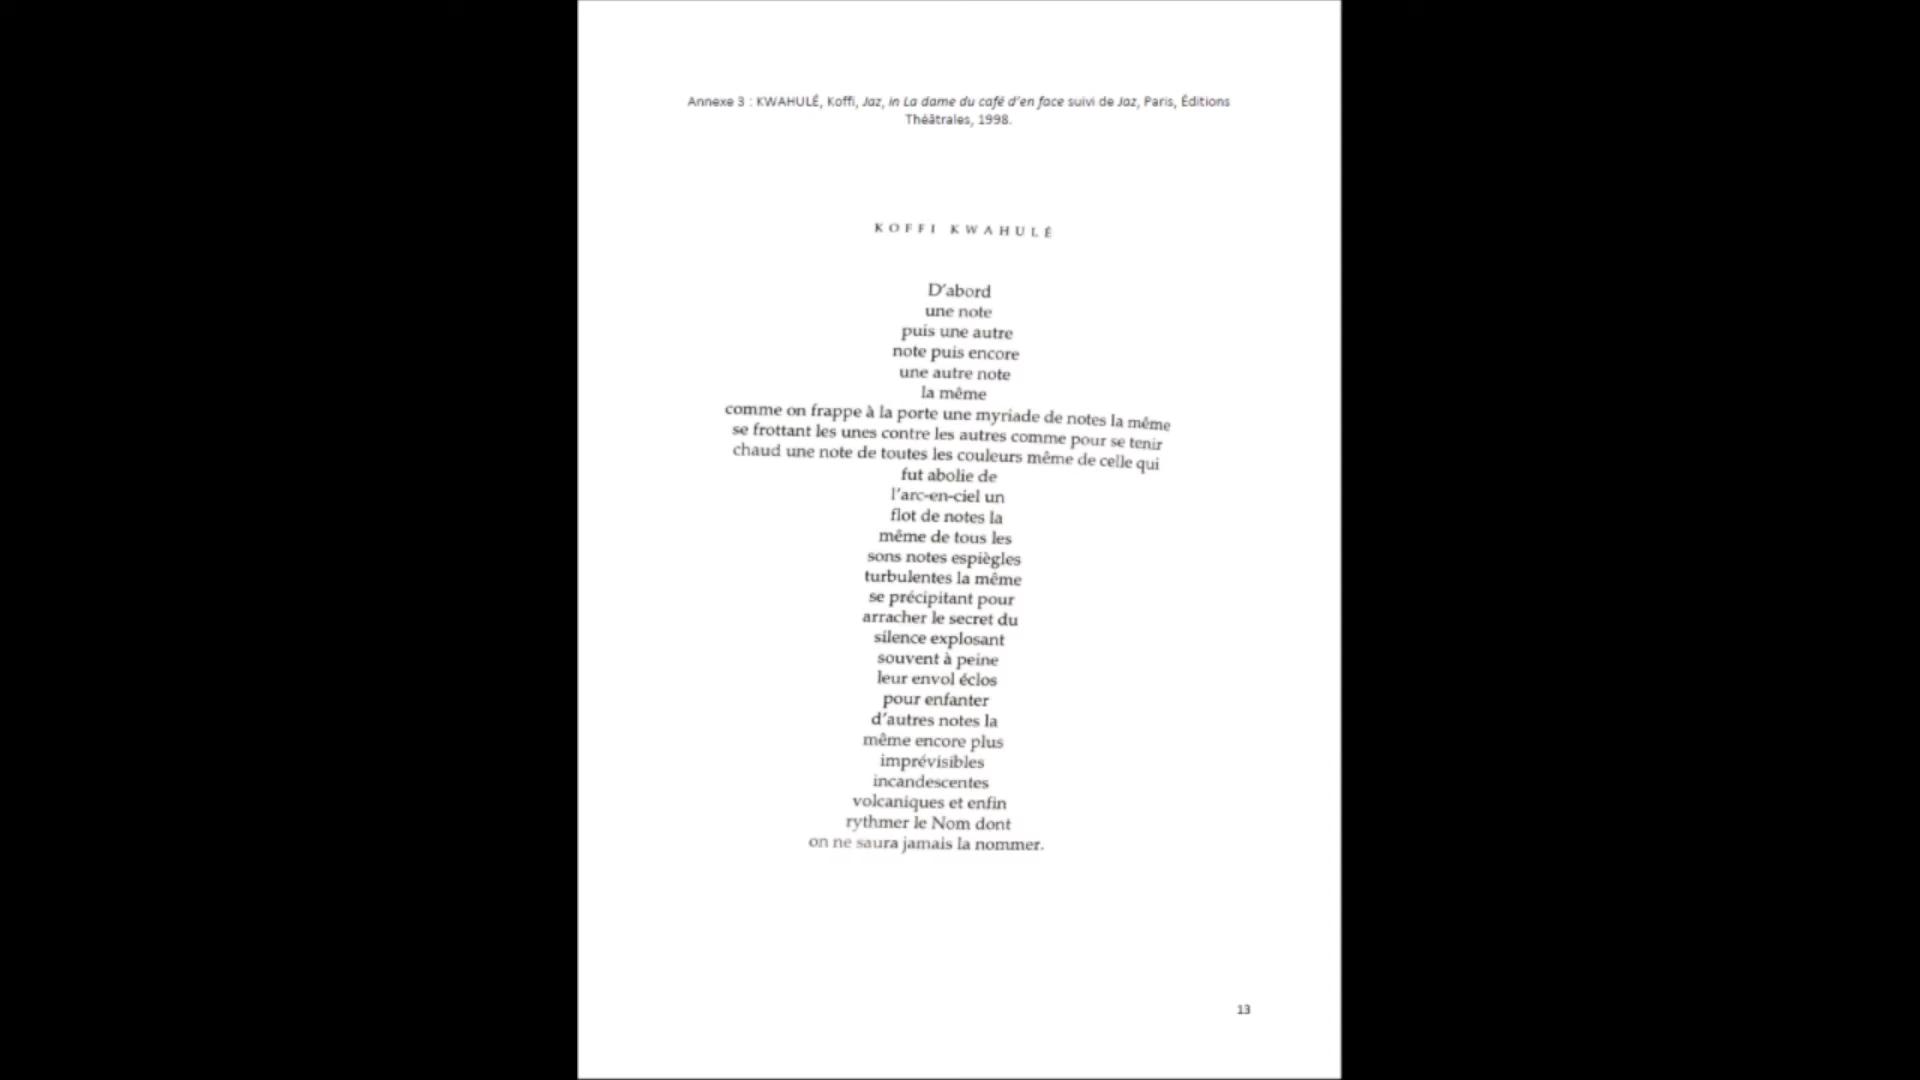 Annexe 3 : KWAHULÉ, Koffi, Jaz, in La dame du café d'en face suivi de Jaz, Paris, Éditions
Théâtrales, 1998.
KOFFI KWAHULÉ
D'abord
une note
puis une autre
note puis encore
une autre note
la même
comme on frappe à la porte une myriade de notes la même
se frottant les unes contre les autres comme pour se tenir
chaud une note de toutes les couleurs même de celle qui
fut abolie de
l'arc-en-ciel un
flot de notes la
même de tous les
sons notes espiègles
turbulentes la même
se précipitant pour
arracher le secret du
silence explosant
souvent à peine
leur envol éclos
pour enfanter
d'autres notes la
même encore plus
imprévisibles
incandescentes
volcaniques et enfin
rythmer le Nom dont
on ne saura jamais la nommer.
13